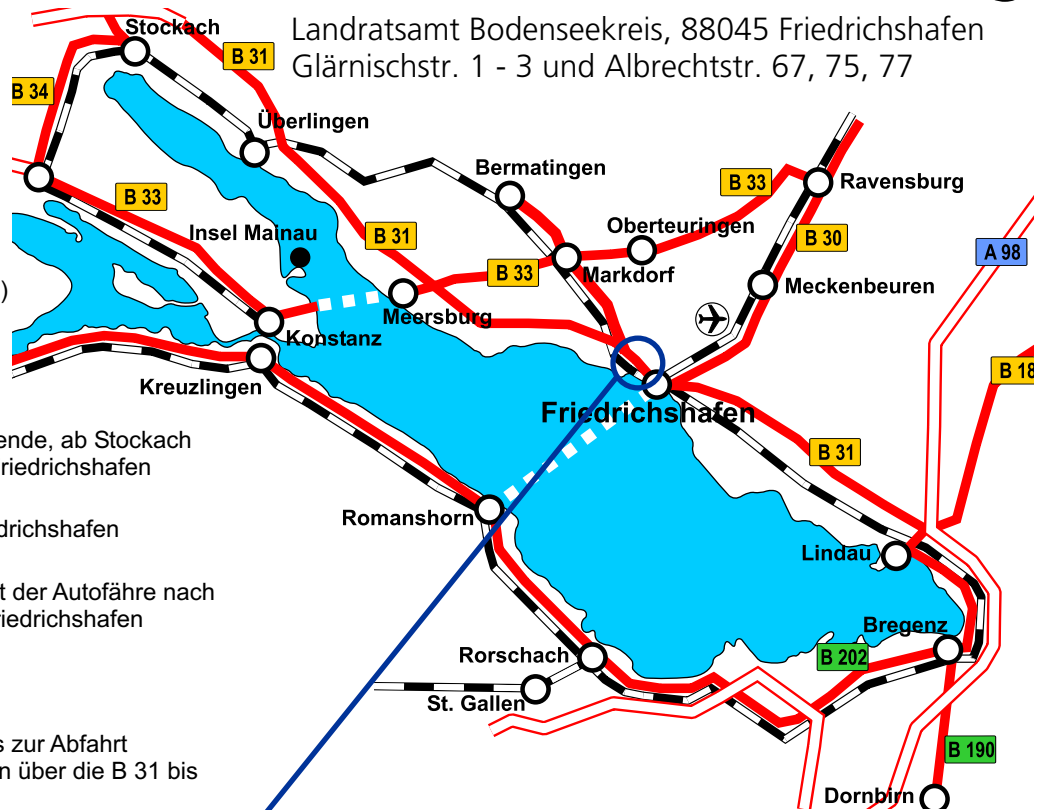 Landratsamt Bodenseekreis, 88045 Friedrichshafen
Glärnischstr. 1 - 3 und Albrechtstr. 67, 75, 77
Stockach
B 31
B 34
Überlingen
Bermatingen
B 33
Ravensburg
B 33
Oberteuringen
Insel Mainau
B 31
B 30
A 98
B 33
Markdorf
)
Meckenbeuren
Meersburg
Konstanz
Kreuzlingen
B 18
Friedrichshafen
ende, ab Stockach
riedrichshafen
B 31
Romanshorn
drichshafen
Lindau
t der Autofähre nach
riedrichshafen
Bregenz
Rorschach
B 202
St. Gallen
s zur Abfahrt
n über die B 31 bis
B 190
Dornbirn